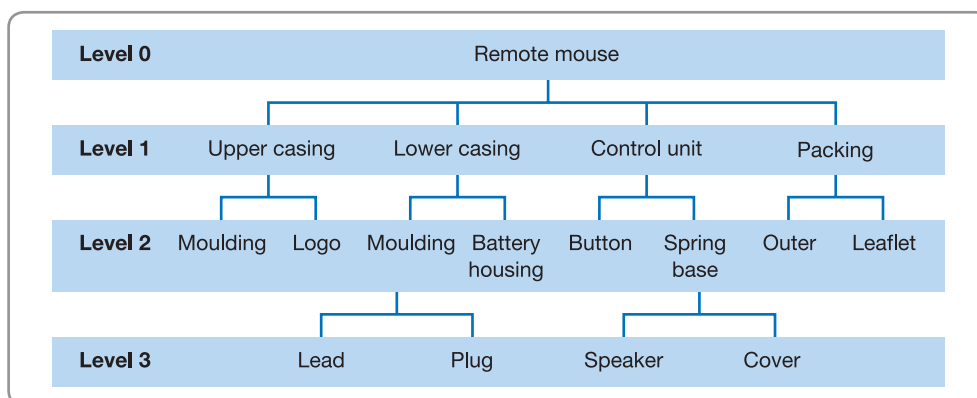 Level 0 Remote mouse
Level 1 Upper casing Lower casing Control unit Packing
Level 2 Moulding Logo Moulding Battery housing Button Spring base Outer Leaflet
Level 3 Lead Plug Speaker Cover